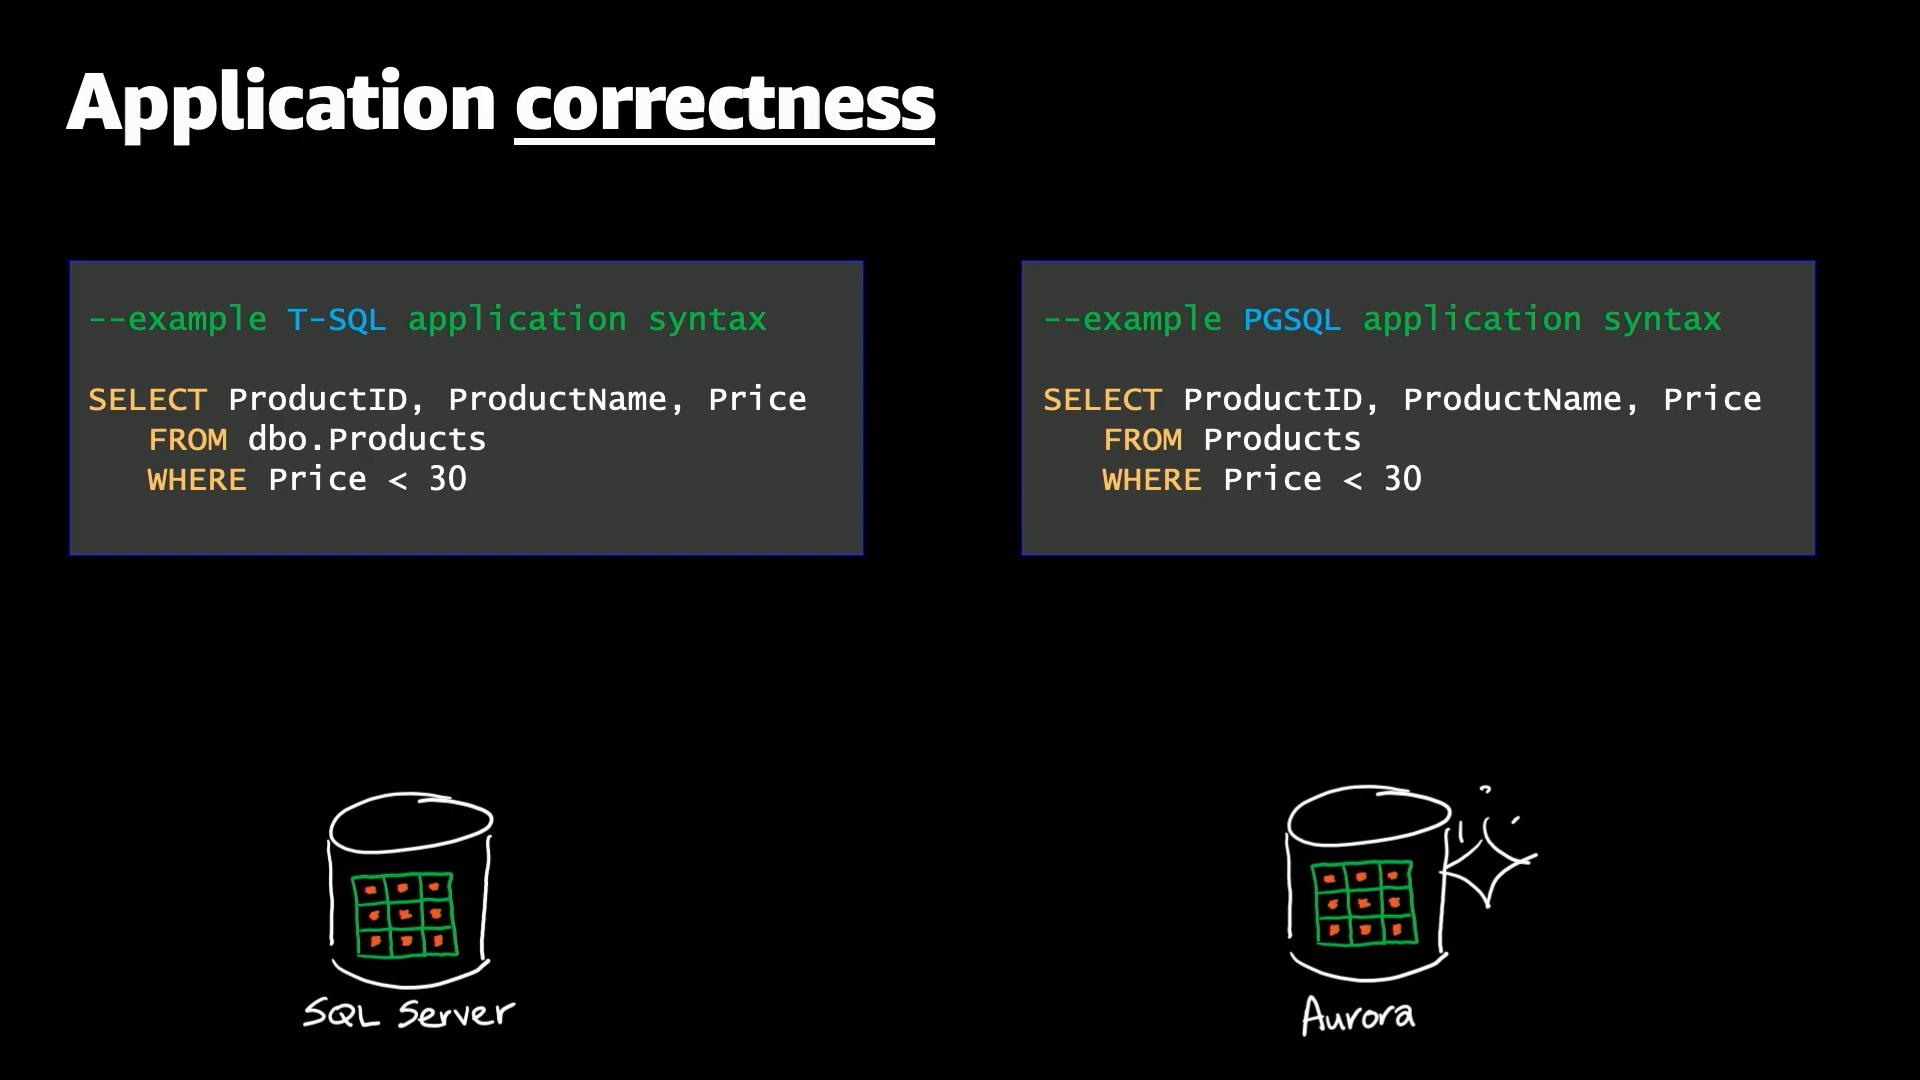 Application correctness
--example T-SQL application syntax
SELECT ProductID, ProductName, Price
FROM dbo.Products
WHERE Price < 30
--example PGSQL application syntax
SELECT ProductID, ProductName, Price
FROM Products
WHERE Price < 30
SQL Server
Aurora